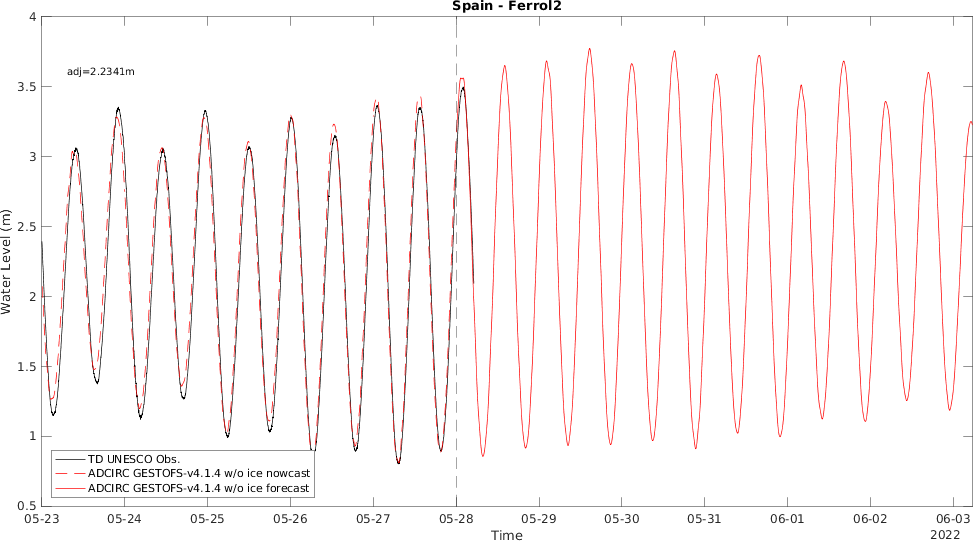 Spain - Ferrol2
adj=2.2341m
Water Level (m)
4
3.5
3
2.5
2
1.5
1
0.5
TD UNESCO Obs.
ADCIRC GESTOFS-v4.1.4 w/o ice nowcast
ADCIRC GESTOFS-v4.1.4 w/o ice forecast
05-23 05-24 05-25 05-26 05-27 05-28 05-29 05-30 05-31 06-01 06-02 06-03
Time
2022